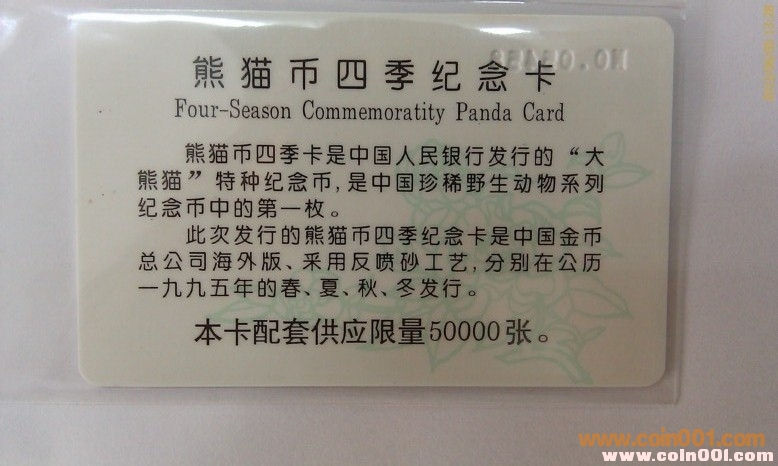 熊猫币四季纪念卡
Four-Season Commemoratity Panda Card
熊猫币四季卡是中国人民银行发行的“大
熊猫”特种纪念币,是中国珍稀野生动物系列
纪念币中的第一枚。
此次发行的熊猫币四季纪念卡是中国金币
总公司海外版、采用反喷砂工艺,分别在公历
一九九五年的春、夏、秋、冬发行。
本卡配套供应限量50000张。
www.coin001.com
www.coin001.com